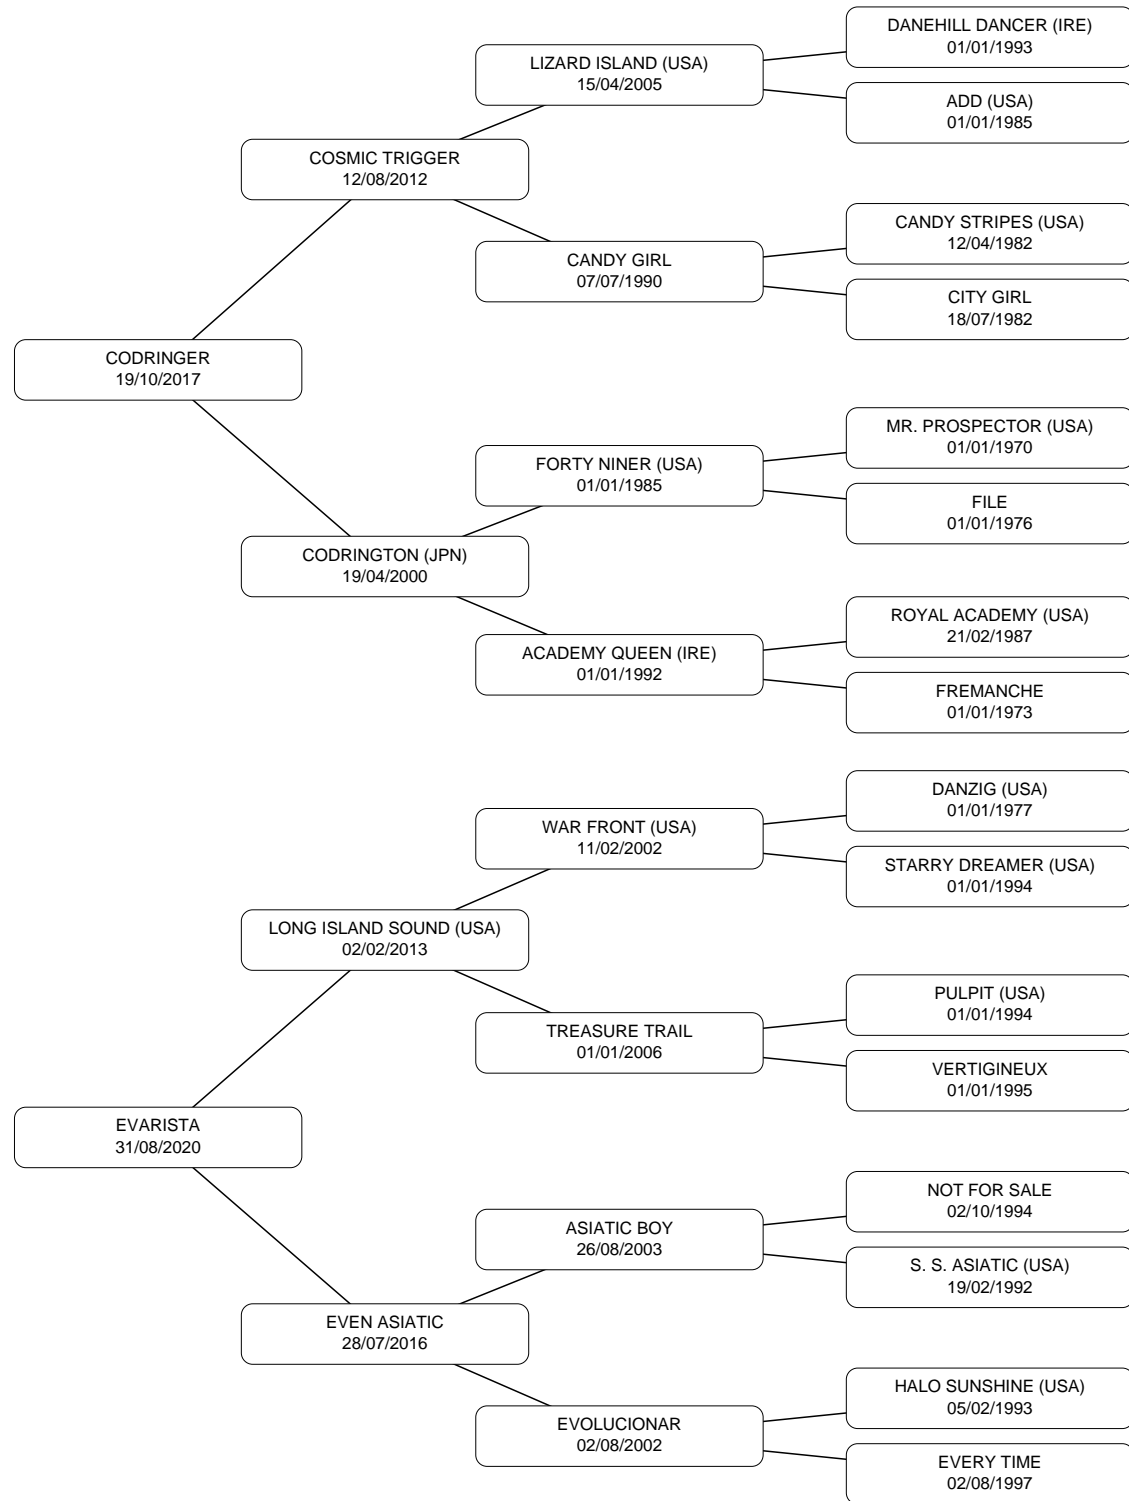 DANEHILL DANCER (IRE)
01/01/1993
LIZARD ISLAND (USA)
15/04/2005
ADD (USA)
01/01/1985
COSMIC TRIGGER
12/08/2012
CANDY STRIPES (USA)
12/04/1982
CANDY GIRL
07/07/1990
CITY GIRL
18/07/1982
CODRINGER
19/10/2017
MR. PROSPECTOR (USA)
01/01/1970
FORTY NINER (USA)
01/01/1985
FILE
01/01/1976
CODRINGTON (JPN)
19/04/2000
ROYAL ACADEMY (USA)
21/02/1987
ACADEMY QUEEN (IRE)
01/01/1992
FREMANCHE
01/01/1973
DANZIG (USA)
01/01/1977
WAR FRONT (USA)
11/02/2002
STARRY DREAMER (USA)
01/01/1994
LONG ISLAND SOUND (USA)
02/02/2013
PULPIT (USA)
01/01/1994
TREASURE TRAIL
01/01/2006
VERTIGINEUX
01/01/1995
EVARISTA
31/08/2020
NOT FOR SALE
02/10/1994
ASIATIC BOY
26/08/2003
S. S. ASIATIC (USA)
19/02/1992
EVEN ASIATIC
28/07/2016
HALO SUNSHINE (USA)
05/02/1993
EVOLUCIONAR
02/08/2002
EVERY TIME
02/08/1997